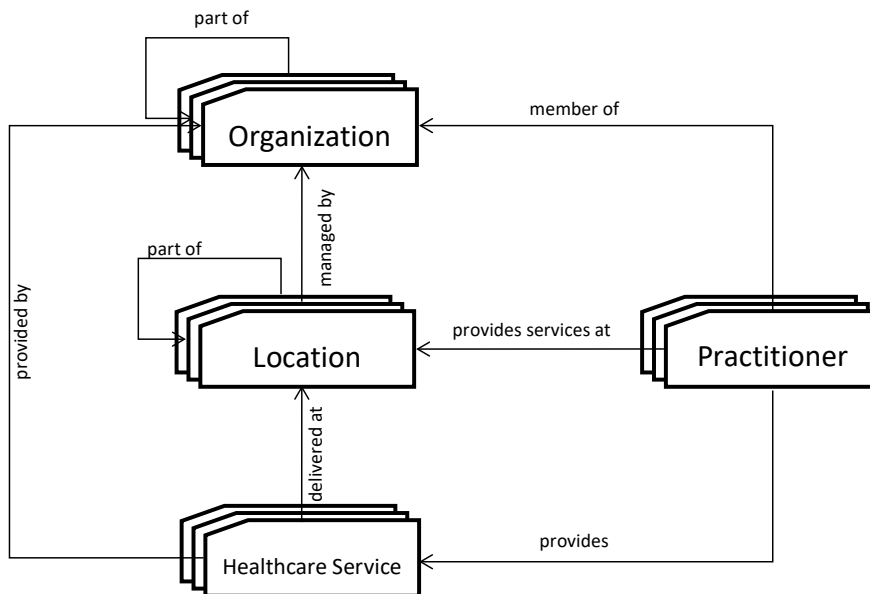 part of
Organization
member of
managed by
part of
provided by
Location
provides services at
Practitioner
delivered at
Healthcare Service
provides